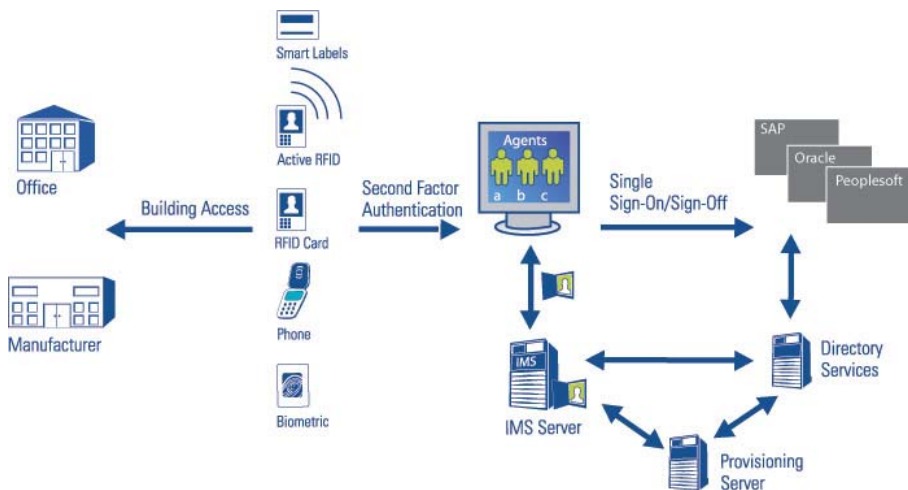 Smart Labels
Active RFID
RFID Card
Phone
Biometric
Office
Manufacturer
Building Access
Second Factor
Authentication
Agents
a b c
Single
Sign-On/Sign-Off
SAP
Oracle
Peoplesoft
IMS
IMS Server
Directory
Services
Provisioning
Server